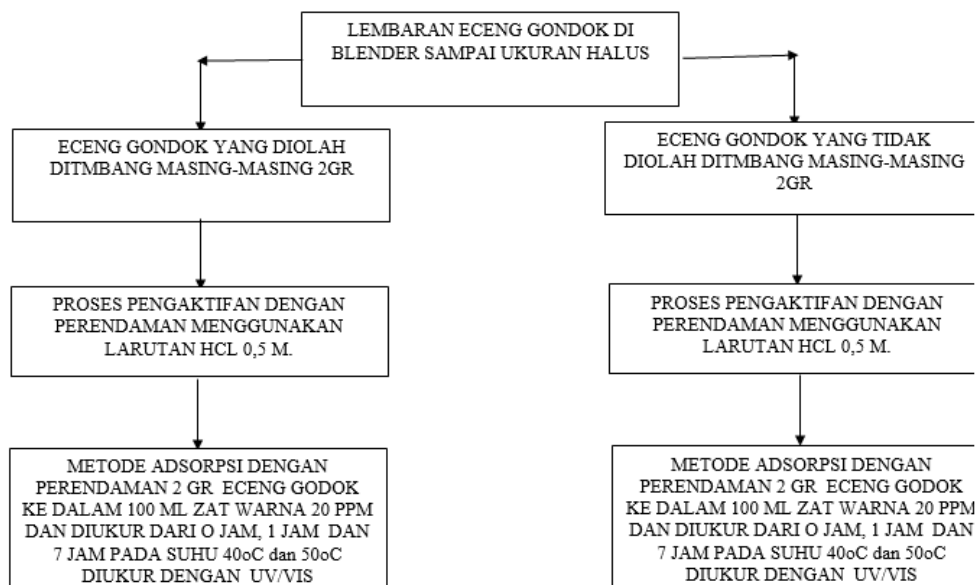 LEMBARAN ECENG GONDOK DI
BLENDER SAMPAI UKURAN HALUS
ECENG GONDOK YANG DIOLAH
DITMBANG MASING-MASING 2GR
ECENG GONDOK YANG TIDAK
DIOLAH DITMBANG MASING-MASING
2GR
PROSES PENGAKTIFAN DENGAN
PERENDAMAN MENGGUNAKAN
LARUTAN HCL 0,5 M.
PROSES PENGAKTIFAN DENGAN
PERENDAMAN MENGGUNAKAN
LARUTAN HCL 0,5 M.
METODE ADSORPSI DENGAN
PERENDAMAN 2 GR ECENG GODOK
KE DALAM 100 ML ZAT WARNA 20 PPM
DAN DIUKUR DARI O JAM, 1 JAM DAN
7 JAM PADA SUHU 40oC dan 50oC
DIUKUR DENGAN UV/VIS
METODE ADSORPSI DENGAN
PERENDAMAN 2 GR ECENG GODOK
KE DALAM 100 ML ZAT WARNA 20 PPM
DAN DIUKUR DARI O JAM, 1 JAM DAN
7 JAM PADA SUHU 40oC dan 50oC
DIUKUR DENGAN UV/VIS